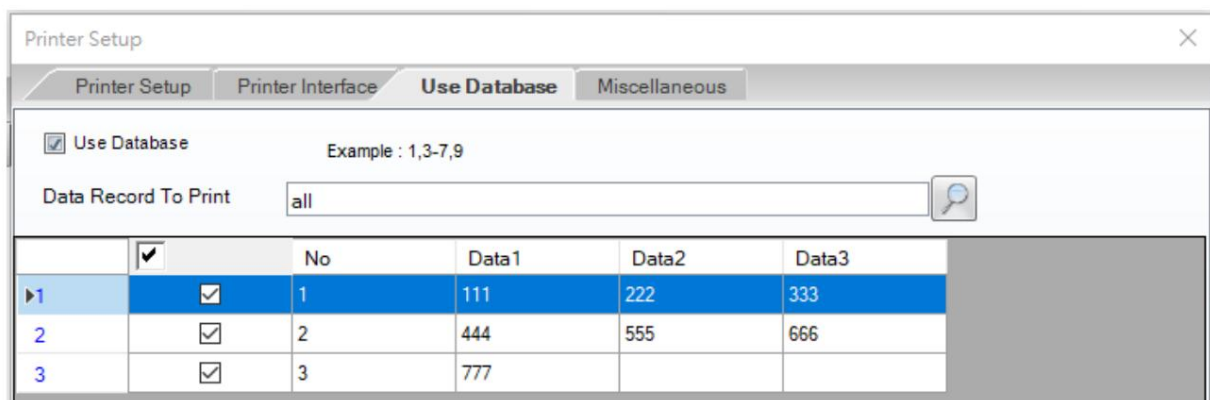 Printer Setup
Printer Setup Printer Interface Use Database Miscellaneous
Use Database Example : 1,3-7,9
Data Record To Print all
No Data1 Data2 Data3
1 1 111 222 333
2 2 444 555 666
3 3 777